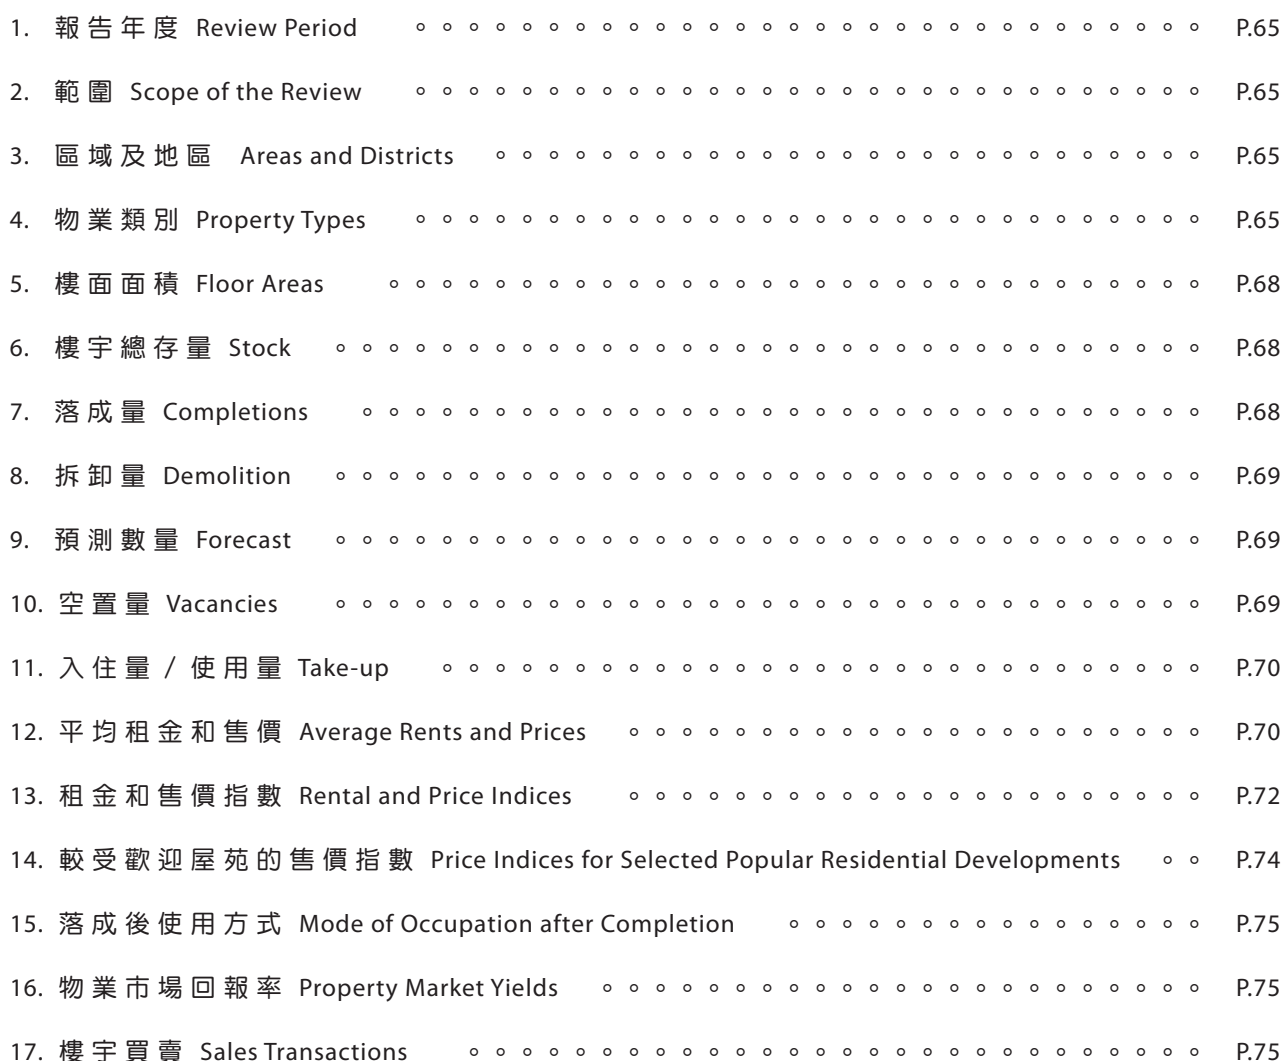 1. 報告年度 Review Period 。。。。。。。。。。。。。。。。。。。。。。。。。。。。。。 P.65
2. 範圍 Scope of the Review 。。。。。。。。。。。。。。。。。。。。。。。。。。。。。。 P.65
3. 區域及地區 Areas and Districts 。。。。。。。。。。。。。。。。。。。。。。。。。。。 P.65
4. 物業類別 Property Types 。。。。。。。。。。。。。。。。。。。。。。。。。。。。。。 P.65
5. 樓面面積 Floor Areas 。。。。。。。。。。。。。。。。。。。。。。。。。。。。。。。 P.68
6. 樓宇總存量 Stock 。。。。。。。。。。。。。。。。。。。。。。。。。。。。。。。。。 P.68
7. 落成量 Completions 。。。。。。。。。。。。。。。。。。。。。。。。。。。。。。。。 P.68
8. 拆卸量 Demolition 。。。。。。。。。。。。。。。。。。。。。。。。。。。。。。。。。 P.69
9. 預測數量 Forecast 。。。。。。。。。。。。。。。。。。。。。。。。。。。。。。。。。 P.69
10. 空置量 Vacancies 。。。。。。。。。。。。。。。。。。。。。。。。。。。。。。。。。 P.69
11. 入住量 / 使用量 Take-up 。。。。。。。。。。。。。。。。。。。。。。。。。。。。。 P.70
12. 平均租金和售價 Average Rents and Prices 。。。。。。。。。。。。。。。。。。。。。。 P.70
13. 租金和售價指數 Rental and Price Indices 。。。。。。。。。。。。。。。。。。。。。。 P.72
14. 較受歡迎屋苑的售價指數 Price Indices for Selected Popular Residential Developments 。。 P.74
15. 落成後使用方式 Mode of Occupation after Completion 。。。。。。。。。。。。。。。。 P.75
16. 物業市場回報率 Property Market Yields 。。。。。。。。。。。。。。。。。。。。。。。 P.75
17. 樓宇買賣 Sales Transactions 。。。。。。。。。。。。。。。。。。。。。。。。。。。。 P.75